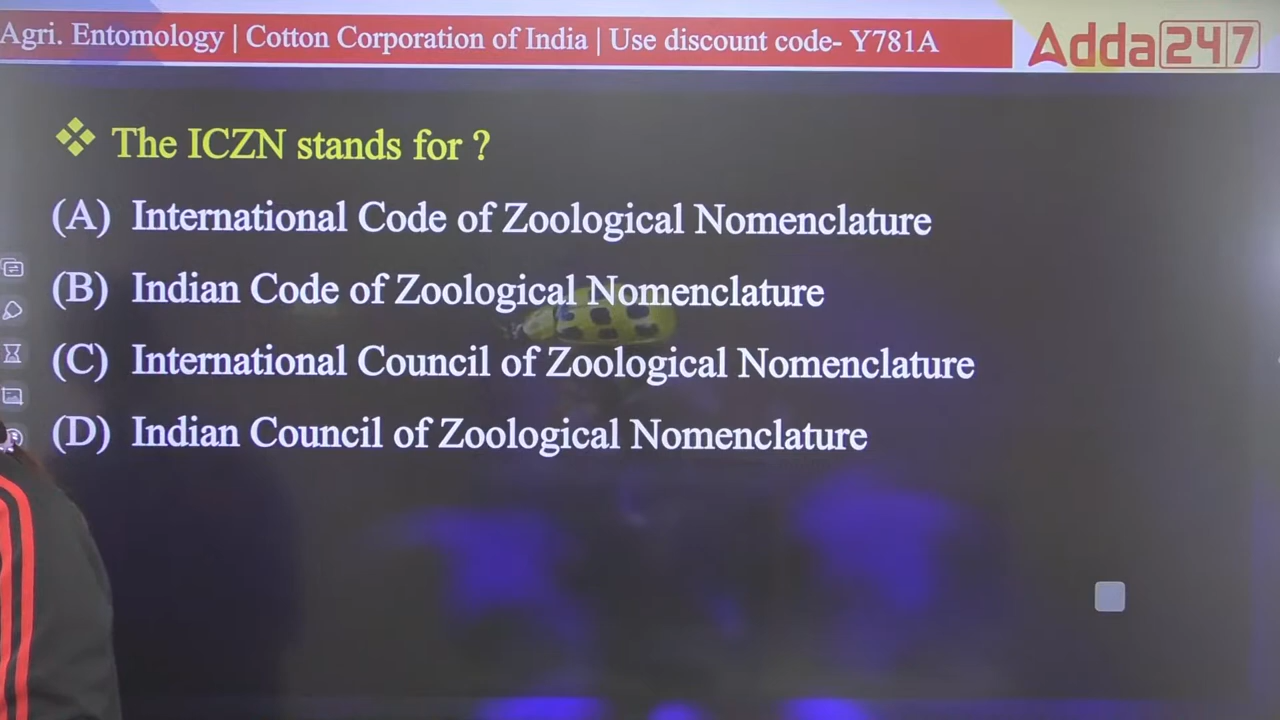 Agri. Entomology | Cotton Corporation of India | Use discount code- Y781A
Adda247
The ICZN stands for ?
(A) International Code of Zoological Nomenclature
(B) Indian Code of Zoological Nomenclature
(C) International Council of Zoological Nomenclature
(D) Indian Council of Zoological Nomenclature